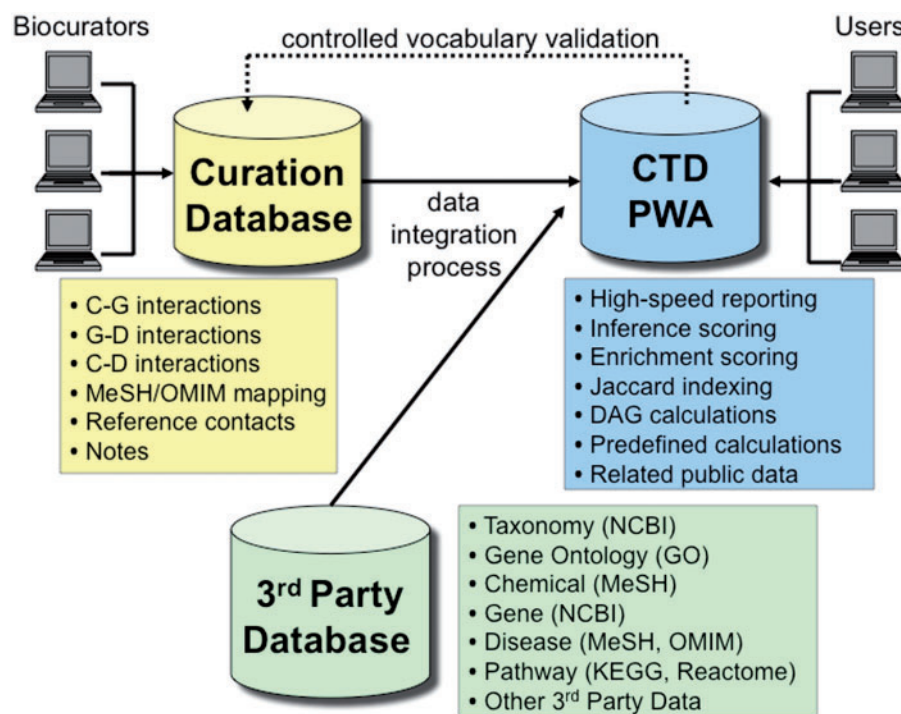 Biocurators
Users
controlled vocabulary validation
Curation
Database
CTD
PWA
data
integration
process
• C-G interactions
• G-D interactions
• C-D interactions
• MeSH/OMIM mapping
• Reference contacts
• Notes
• High-speed reporting
• Inference scoring
• Enrichment scoring
• Jaccard indexing
• DAG calculations
• Predefined calculations
• Related public data
3rd Party
Database
• Taxonomy (NCBI)
• Gene Ontology (GO)
• Chemical (MeSH)
• Gene (NCBI)
• Disease (MeSH, OMIM)
• Pathway (KEGG, Reactome)
• Other 3rd Party Data